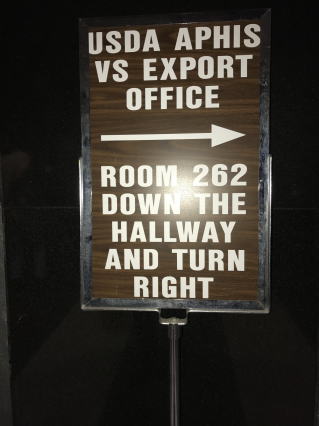 USDA APHIS
VS EXPORT
OFFICE
ROOM 262
DOWN THE
HALLWAY
AND TURN
RIGHT